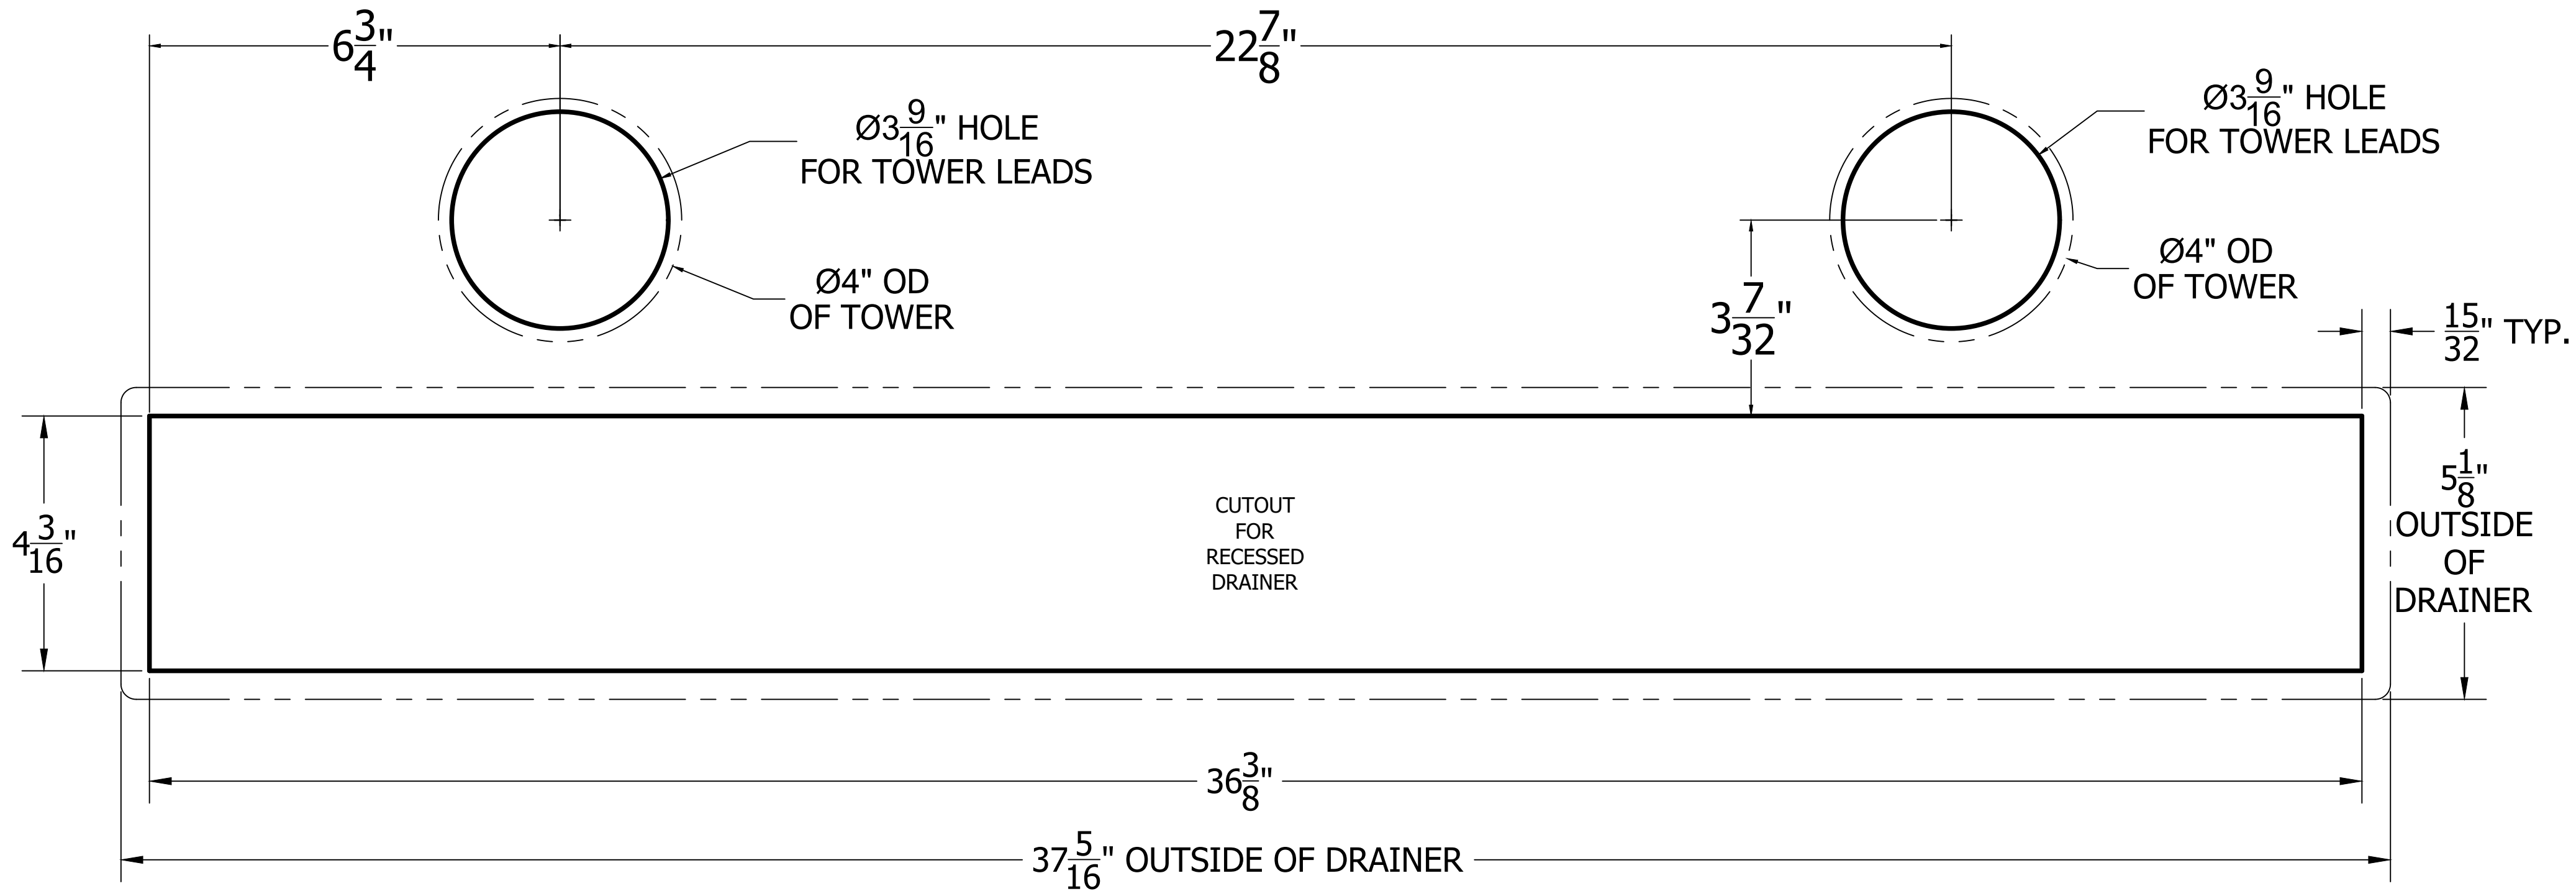 6 3/4"
22 7/8"
Ø3 9/16" HOLE
FOR TOWER LEADS
Ø3 9/16" HOLE
FOR TOWER LEADS
Ø4" OD
OF TOWER
Ø4" OD
OF TOWER
3 7/32"
15/32" TYP.
4 3/16"
CUTOUT
FOR
RECESSED
DRAINER
5 1/8"
OUTSIDE
OF
DRAINER
36 3/8"
37 5/16" OUTSIDE OF DRAINER